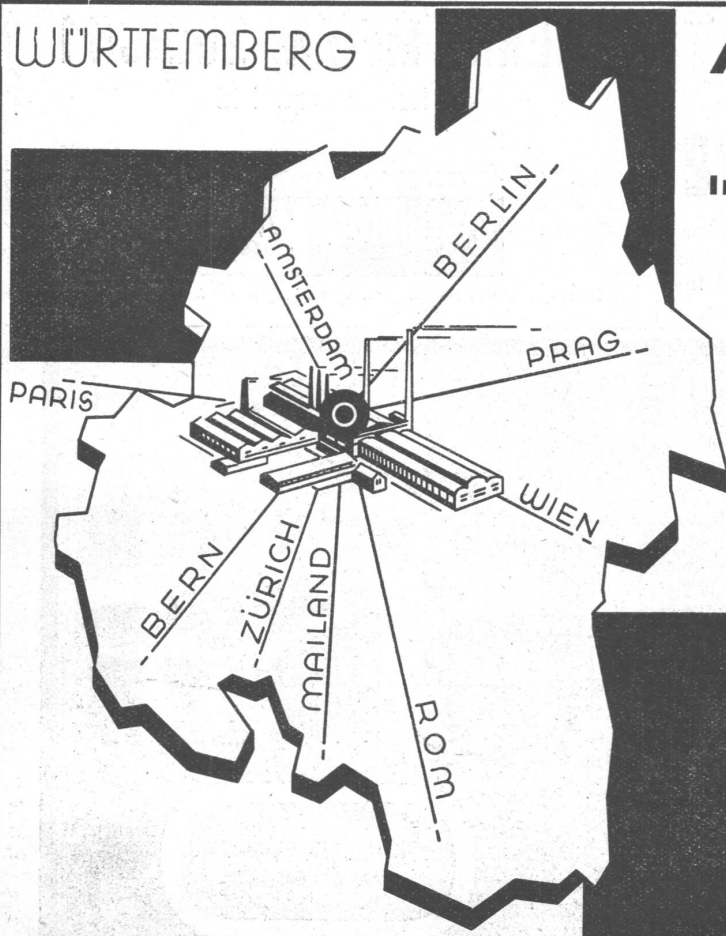 WÜRTTEMBERG
AMSTERDAM
BERLIN
PRAG
PARIS
WIEN
BERN
ZÜRICH
MAILAND
ROM